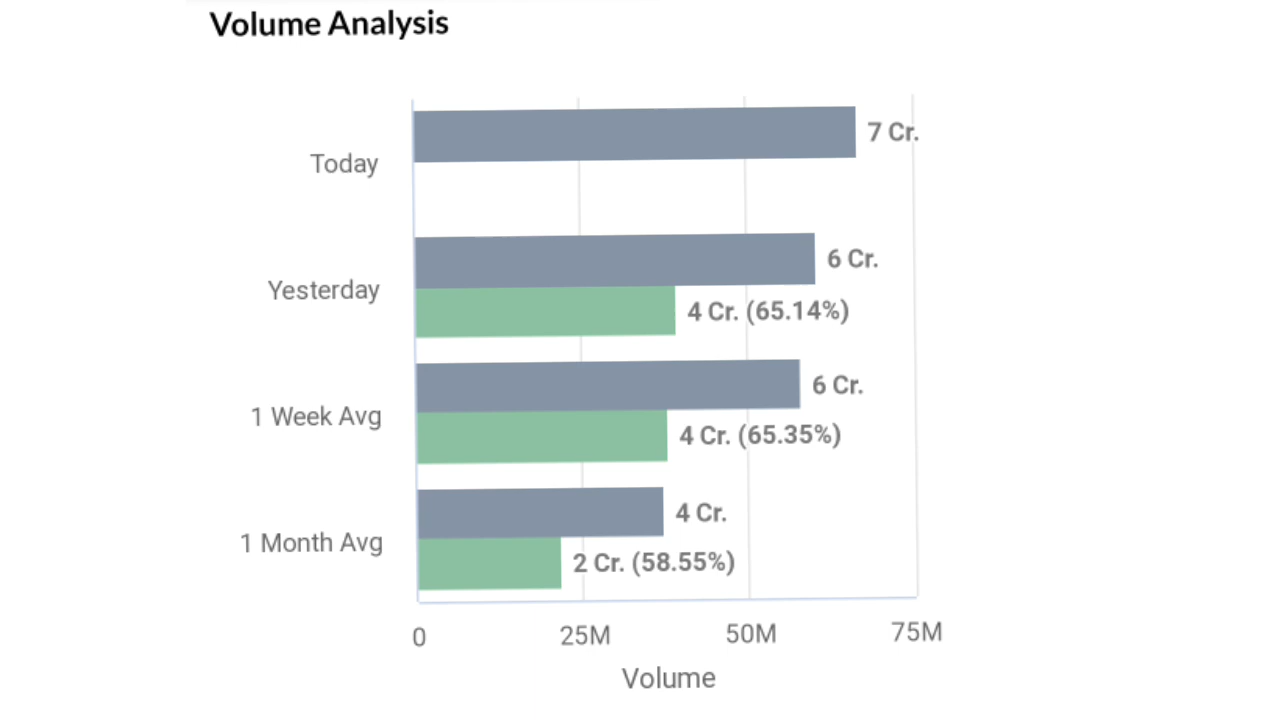 Volume Analysis
Today
7 Cr.
Yesterday
6 Cr.
4 Cr. (65.14%)
1 Week Avg
6 Cr.
4 Cr. (65.35%)
1 Month Avg
4 Cr.
2 Cr. (58.55%)
0 25M 50M 75M
Volume